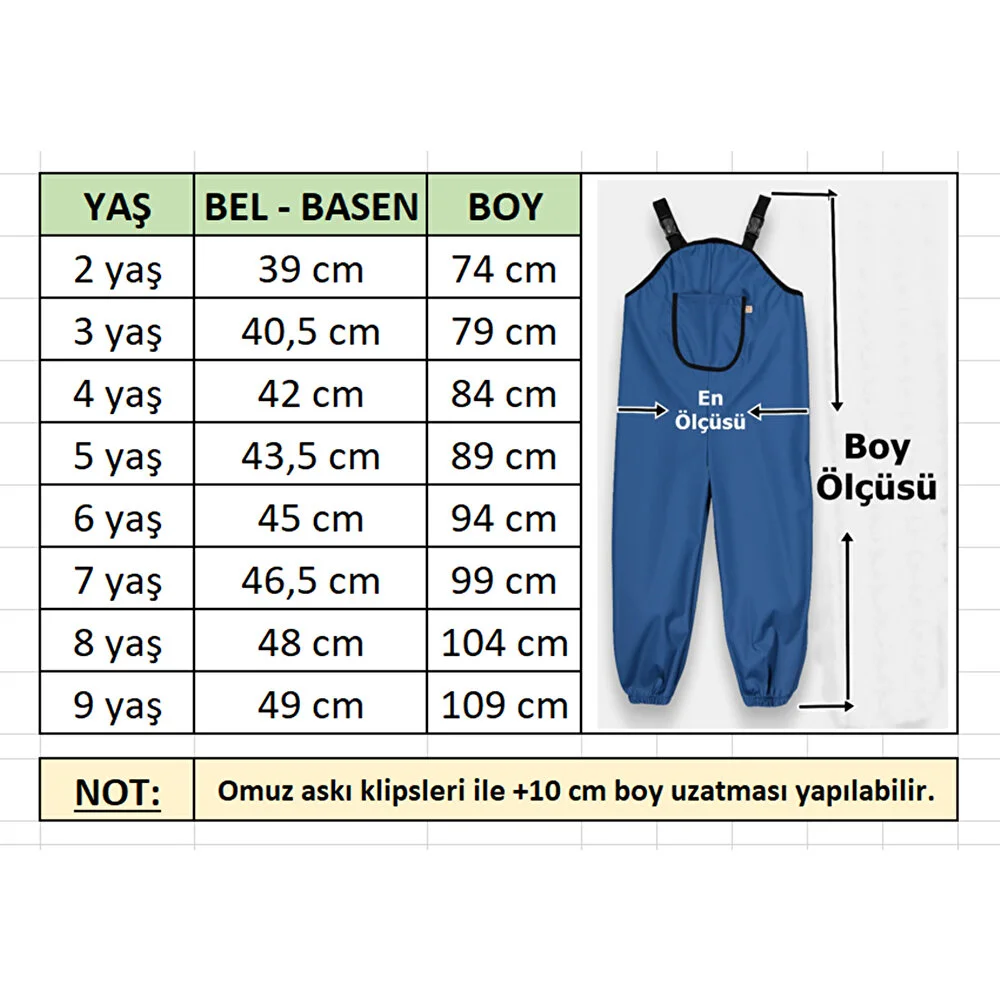 YAŞ BEL - BASEN BOY
2 yaş 39 cm 74 cm
3 yaş 40,5 cm 79 cm
4 yaş 42 cm 84 cm
5 yaş 43,5 cm 89 cm
6 yaş 45 cm 94 cm
7 yaş 46,5 cm 99 cm
8 yaş 48 cm 104 cm
9 yaş 49 cm 109 cm
En
Ölçüsü
Boy
Ölçüsü
NOT: Omuz askı klipsleri ile +10 cm boy uzatması yapılabilir.